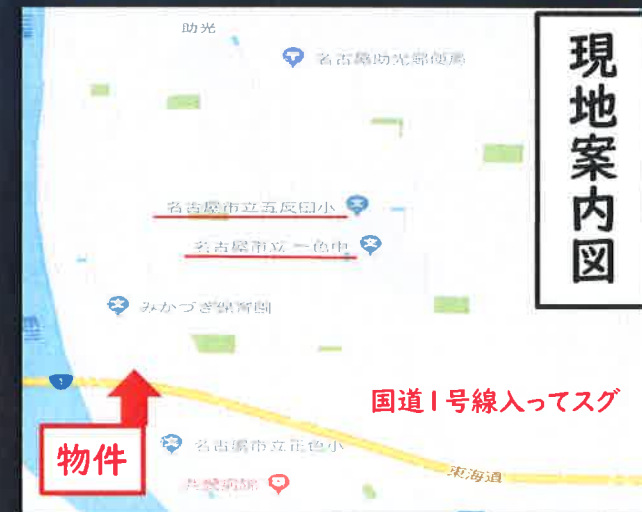 現地案内図
助光
名古屋助光郵便局
名古屋市立五反田小
名古屋市立一色中
みかづき保育園
1
国道1号線入ってスグ
物件
名古屋市立正色小
東海道